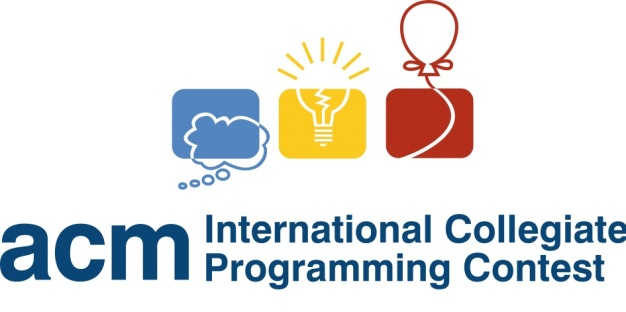 acm International Collegiate
Programming Contest